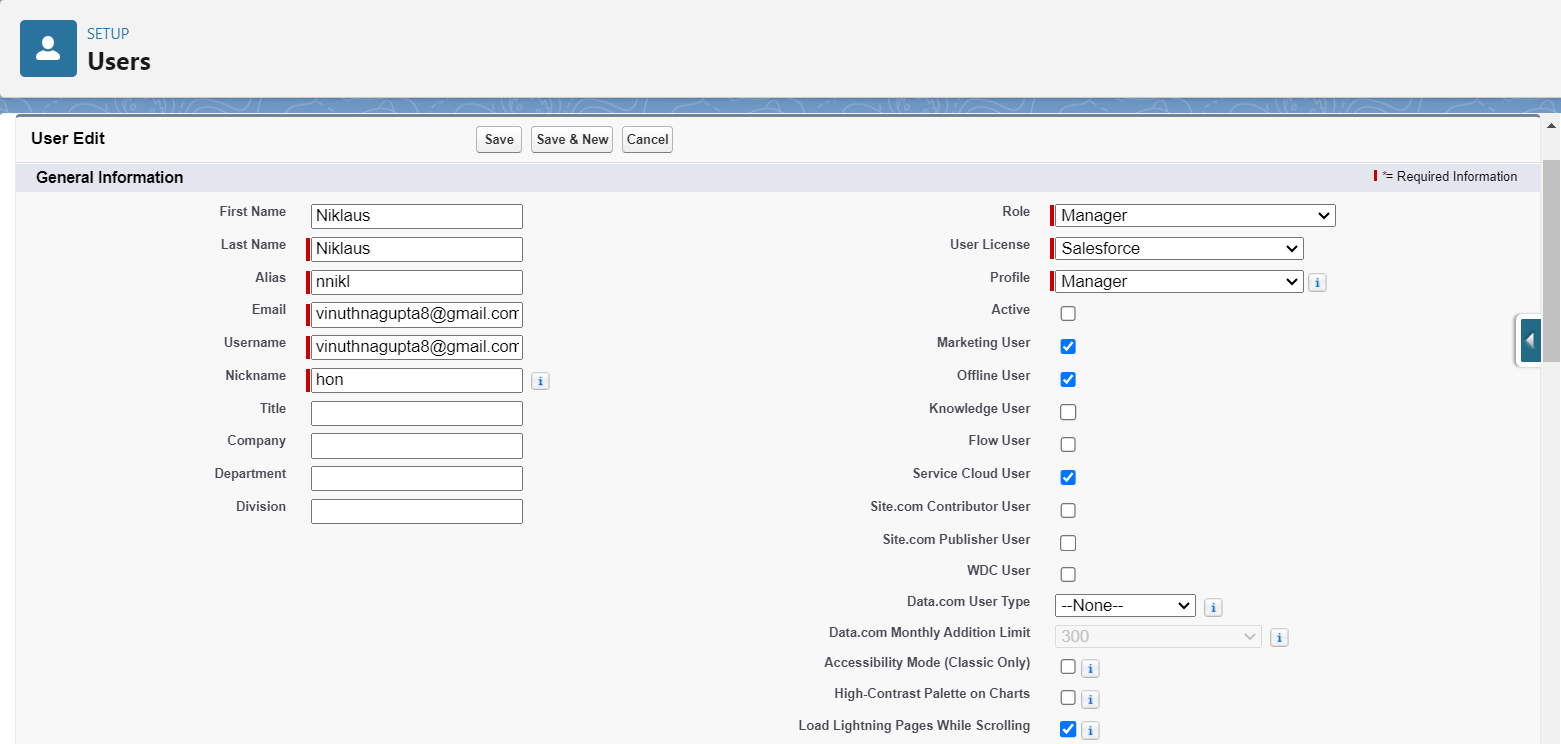 SETUP
Users
User Edit
Save
Save & New
Cancel
General Information
*= Required Information
First Name
Niklaus
Last Name
Niklaus
Alias
nnikl
Email
vinuthnagupta8@gmail.com
Username
vinuthnagupta8@gmail.com
Nickname
hon
i
Title
Company
Department
Division
Role
Manager
User License
Salesforce
Profile
Manager
i
Active
Marketing User
Offline User
Knowledge User
Flow User
Service Cloud User
Site.com Contributor User
Site.com Publisher User
WDC User
Data.com User Type
--None--
i
Data.com Monthly Addition Limit
300
i
Accessibility Mode (Classic Only)
i
High-Contrast Palette on Charts
i
Load Lightning Pages While Scrolling
i